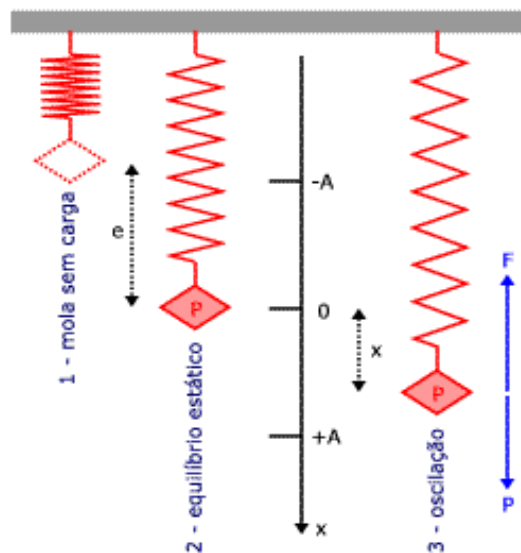 1 - mola sem carga
e
P
2 - equilíbrio estático
-A
0
+A
x
x
P
3 - oscilação
F
P